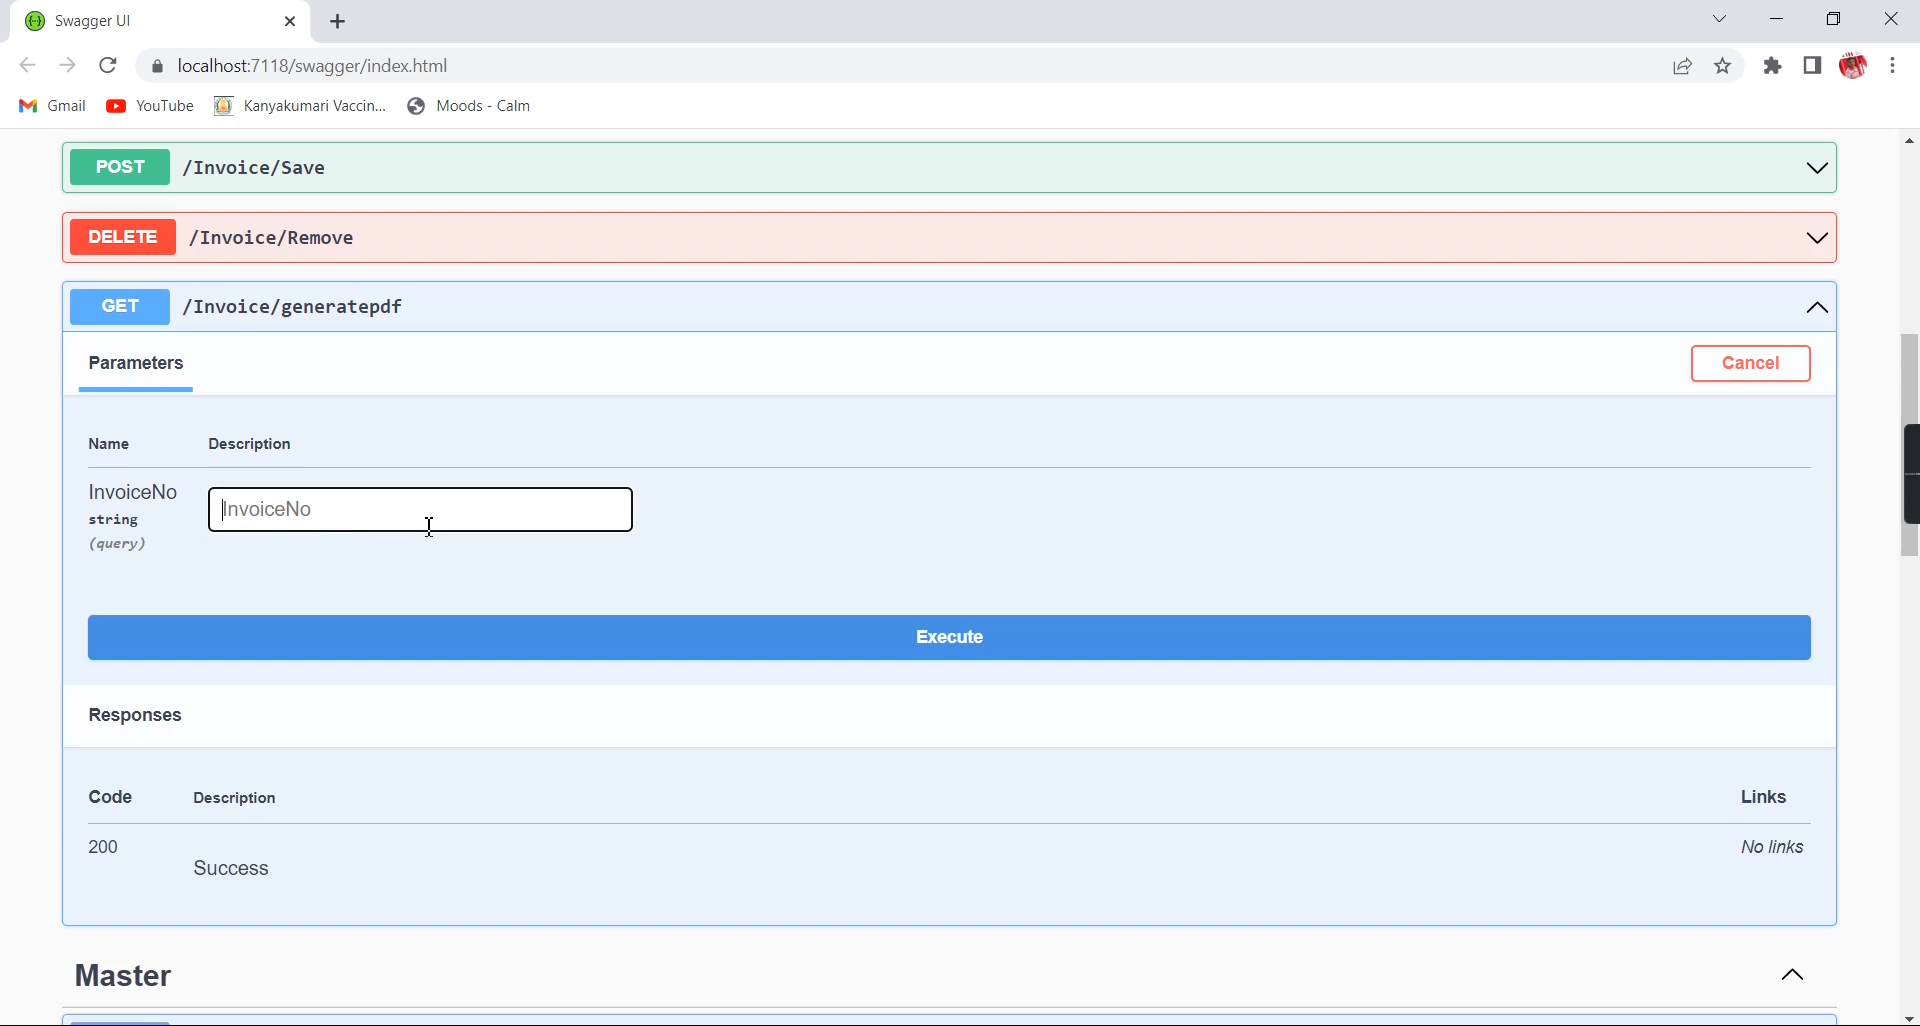 Swagger UI
localhost:7118/swagger/index.html
Gmail YouTube Kanyakumari Vaccin... Moods - Calm
POST /Invoice/Save
DELETE /Invoice/Remove
GET /Invoice/generatepdf
Parameters Cancel
Name Description
InvoiceNo InvoiceNo
string
(query)
Execute
Responses
Code Description Links
200 No links
Success
Master